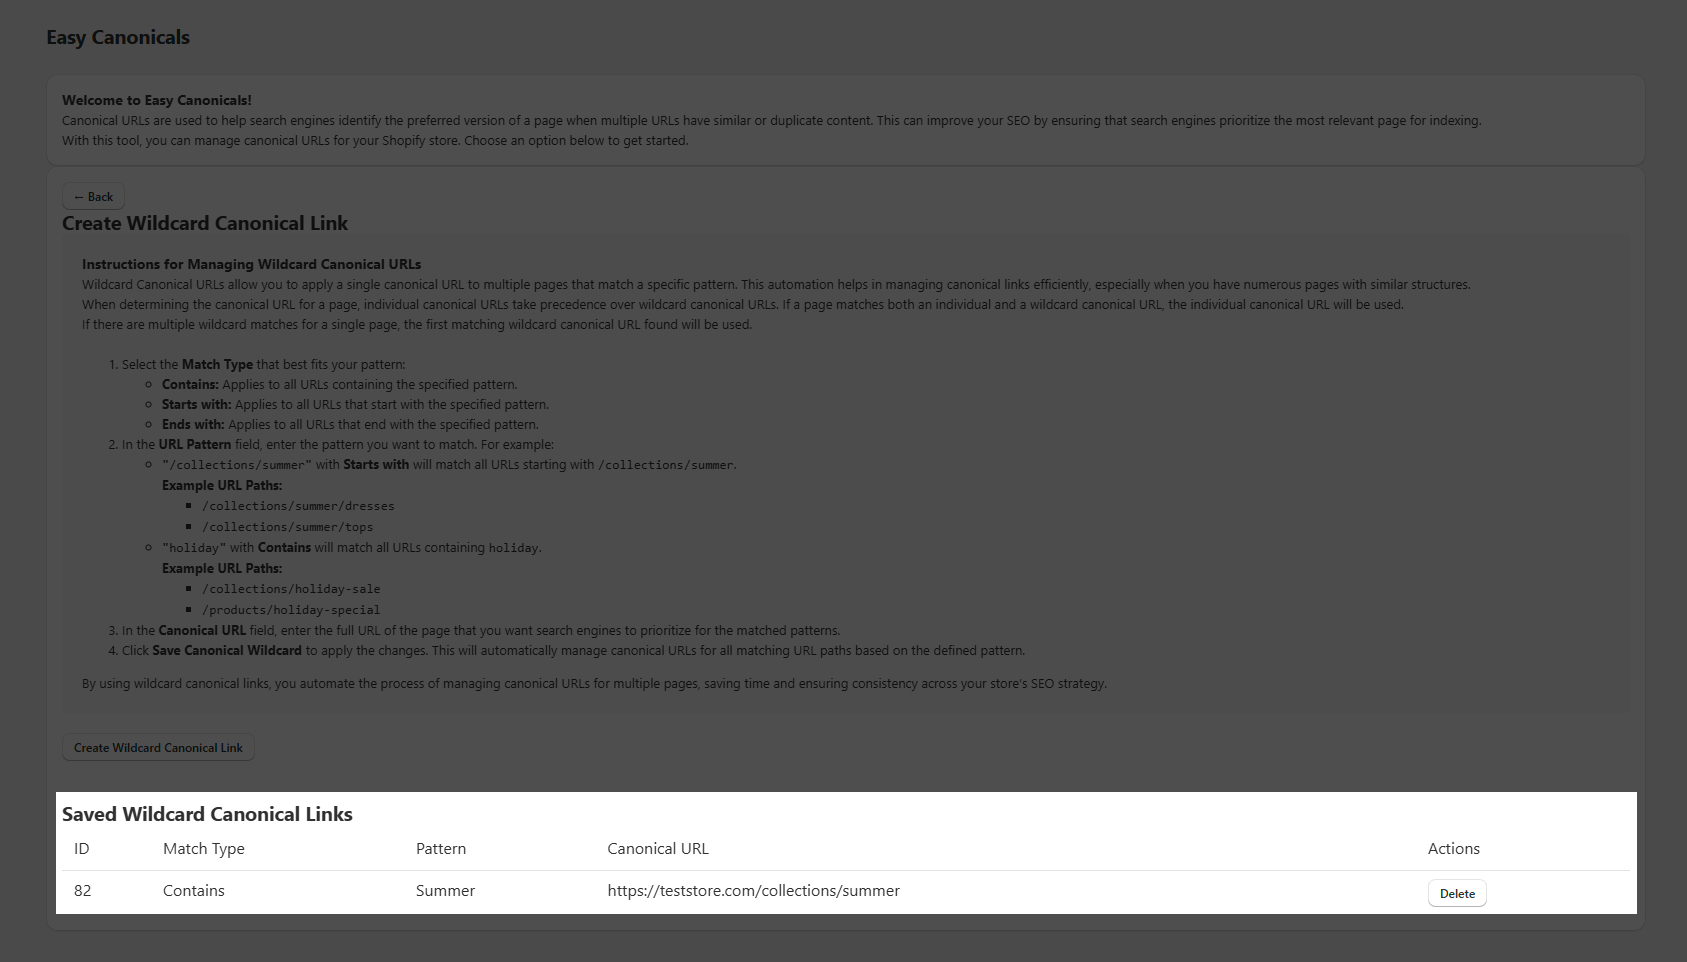 Easy Canonicals
Welcome to Easy Canonicals!
Canonical URLs are used to help search engines identify the preferred version of a page when multiple URLs have similar or duplicate content. This can improve your SEO by ensuring that search engines prioritize the most relevant page for indexing.
With this tool, you can manage canonical URLs for your Shopify store. Choose an option below to get started.
← Back
Create Wildcard Canonical Link
Instructions for Managing Wildcard Canonical URLs
Wildcard Canonical URLs allow you to apply a single canonical URL to multiple pages that match a specific pattern. This automation helps in managing canonical links efficiently, especially when you have numerous pages with similar structures.
When determining the canonical URL for a page, individual canonical URLs take precedence over wildcard canonical URLs. If a page matches both an individual and a wildcard canonical URL, the individual canonical URL will be used.
If there are multiple wildcard matches for a single page, the first matching wildcard canonical URL found will be used.
1. Select the Match Type that best fits your pattern:
Contains: Applies to all URLs containing the specified pattern.
Starts with: Applies to all URLs that start with the specified pattern.
Ends with: Applies to all URLs that end with the specified pattern.
2. In the URL Pattern field, enter the pattern you want to match. For example:
"/collections/summer" with Starts with will match all URLs starting with /collections/summer.
Example URL Paths:
/collections/summer/dresses
/collections/summer/tops
"holiday" with Contains will match all URLs containing holiday.
Example URL Paths:
/collections/holiday-sale
/products/holiday-special
3. In the Canonical URL field, enter the full URL of the page that you want search engines to prioritize for the matched patterns.
4. Click Save Canonical Wildcard to apply the changes. This will automatically manage canonical URLs for all matching URL paths based on the defined pattern.
By using wildcard canonical links, you automate the process of managing canonical URLs for multiple pages, saving time and ensuring consistency across your store's SEO strategy.
Create Wildcard Canonical Link
Saved Wildcard Canonical Links
ID Match Type Pattern Canonical URL Actions
82 Contains Summer https://teststore.com/collections/summer Delete